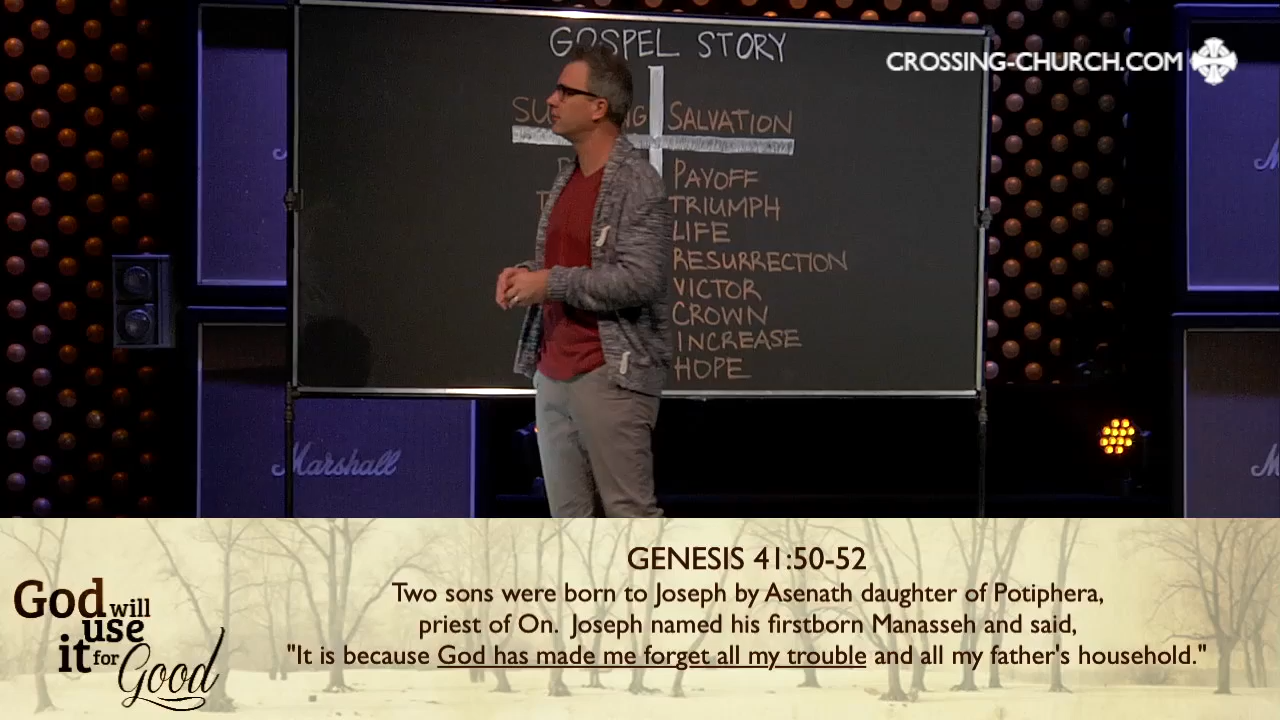 GOSPEL STORY
CROSSING-CHURCH.COM
SALVATION
PAYOFF
TRIUMPH
LIFE
RESURRECTION
VICTOR
CROWN
INCREASE
HOPE
Marshall
God will
use
it for
Good
GENESIS 41:50-52
Two sons were born to Joseph by Asenath daughter of Potiphera,
priest of On. Joseph named his firstborn Manasseh and said,
"It is because God has made me forget all my trouble and all my father's household."